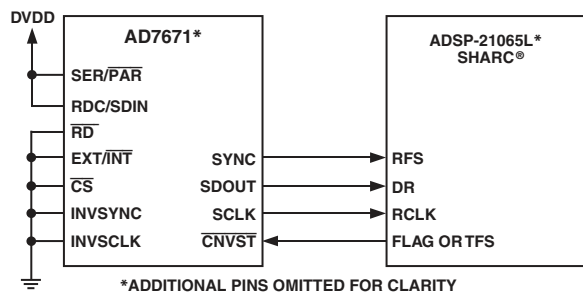 DVDD
AD7671*
SER/PAR
RDC/SDIN
RD
EXT/INT
CS
INVSYNC
INVSCLK
SYNC
SDOUT
SCLK
CNVST
ADSP-21065L*
SHARC®
RFS
DR
RCLK
FLAG OR TFS
*ADDITIONAL PINS OMITTED FOR CLARITY